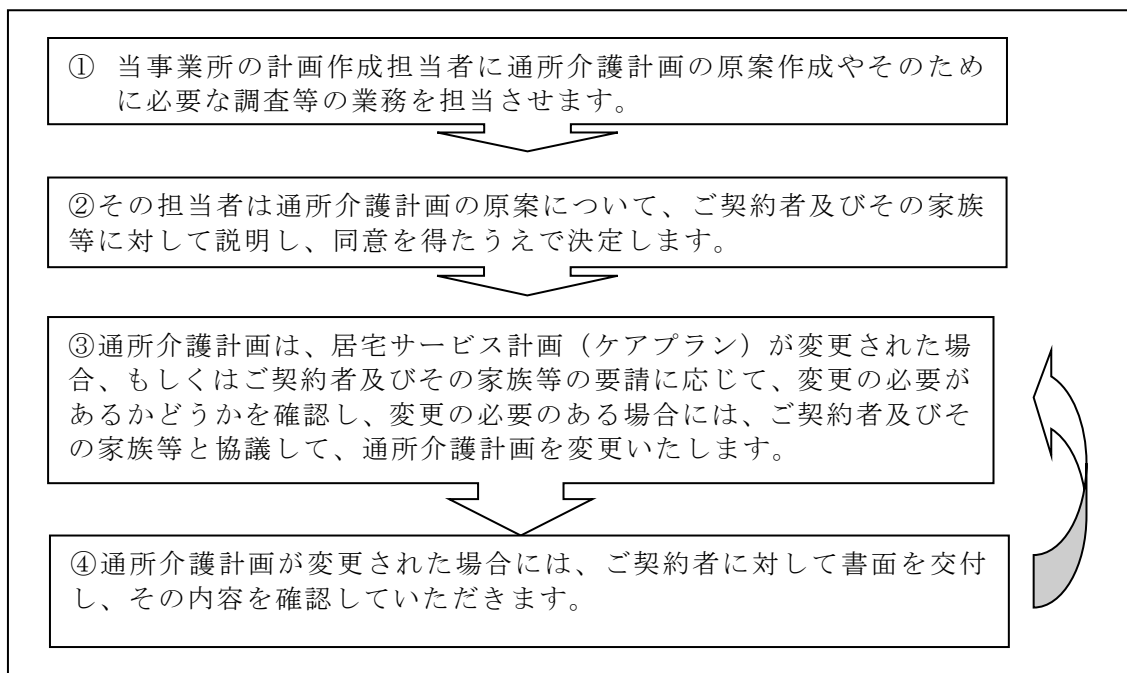 ① 当事業所の計画作成担当者に通所介護計画の原案作成やそのため
に必要な調査等の業務を担当させます。
②その担当者は通所介護計画の原案について、ご契約者及びその家族
等に対して説明し、同意を得たうえで決定します。
③通所介護計画は、居宅サービス計画（ケアプラン）が変更された場
合、もしくはご契約者及びその家族等の要請に応じて、変更の必要が
あるかどうかを確認し、変更の必要のある場合には、ご契約者及びそ
の家族等と協議して、通所介護計画を変更いたします。
④通所介護計画が変更された場合には、ご契約者に対して書面を交付
し、その内容を確認していただきます。